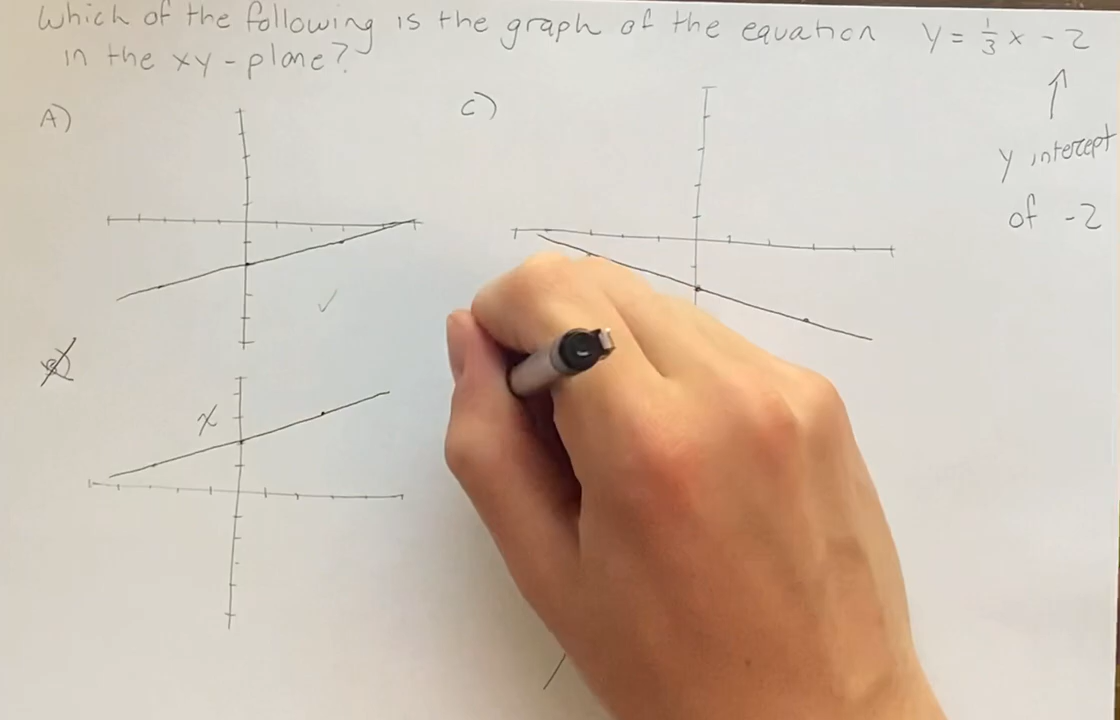 Which of the following is the graph of the equation y = 1/3 x - 2
in the xy-plane?
A)
C)
y intercept
of -2
B)